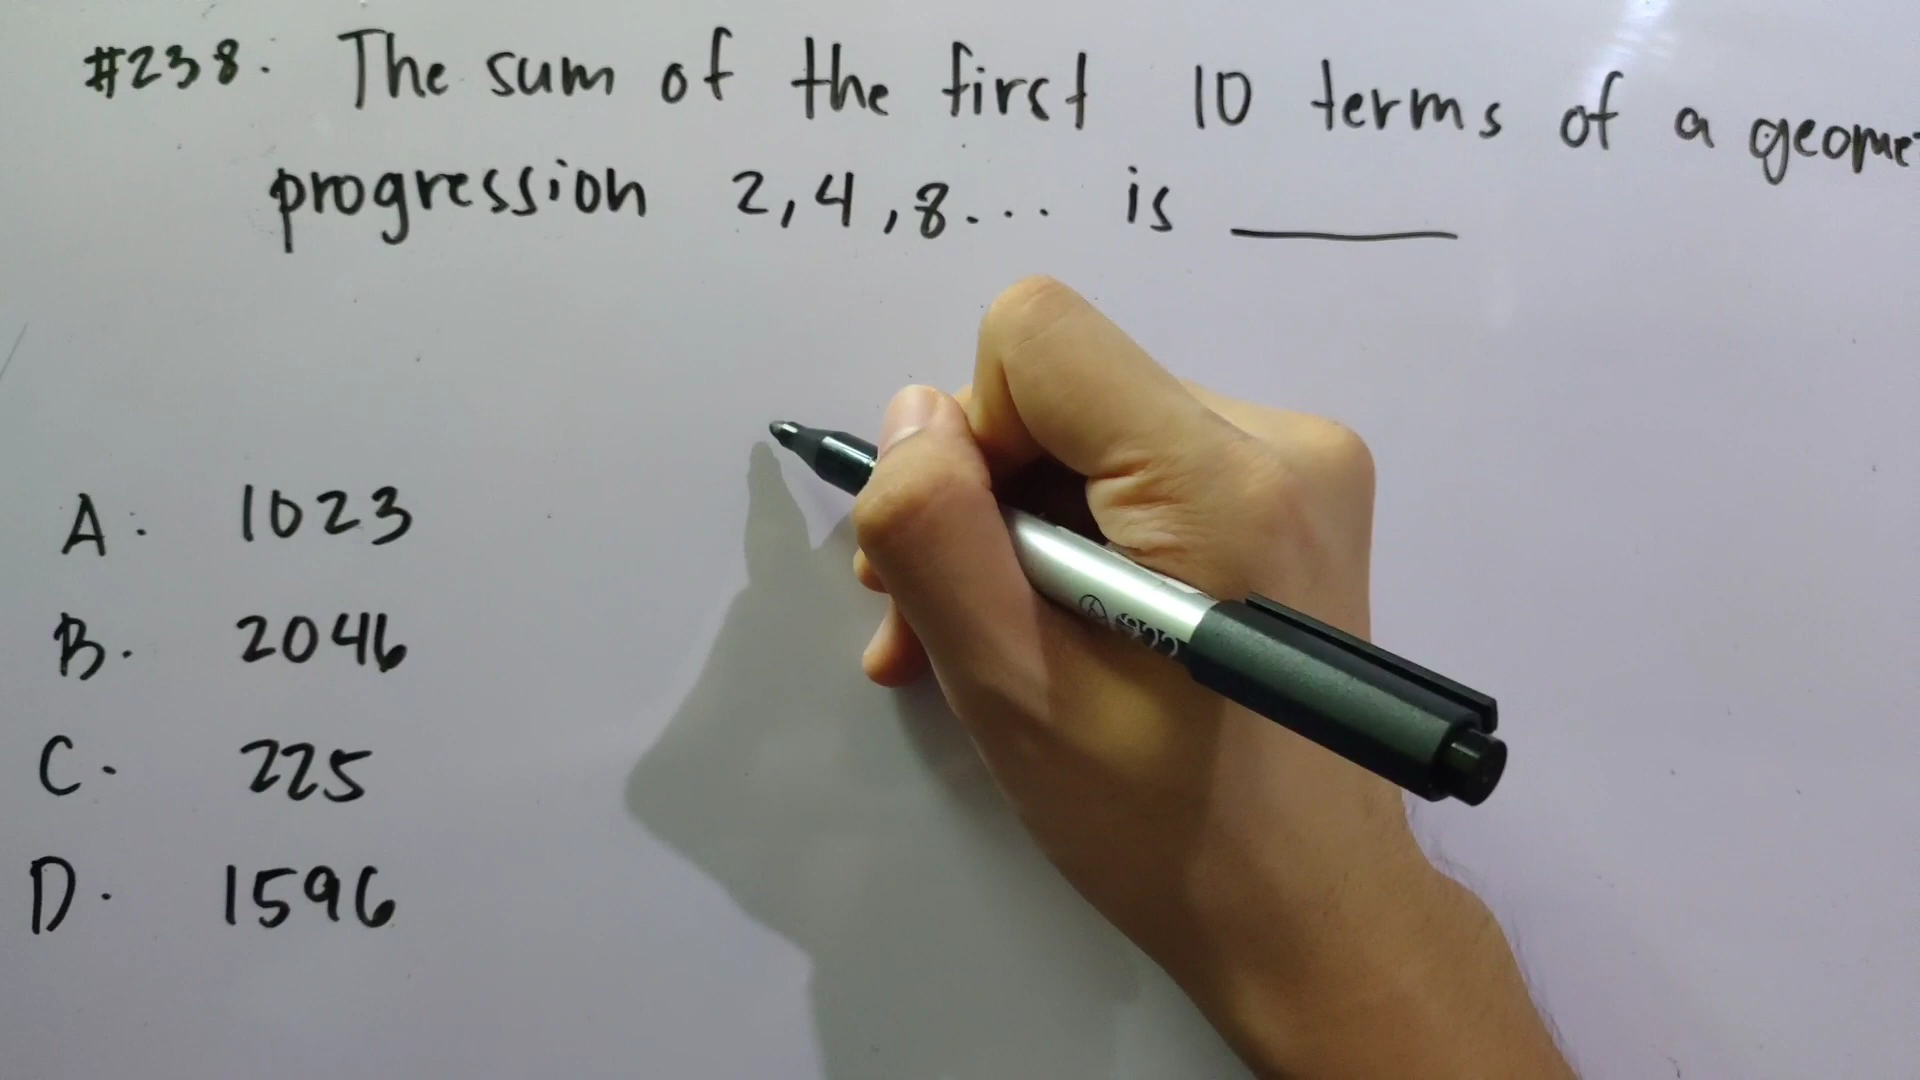 #238. The sum of the first 10 terms of a geome
progression 2, 4, 8... is ______
A. 1023
B. 2046
C. 225
D. 1596